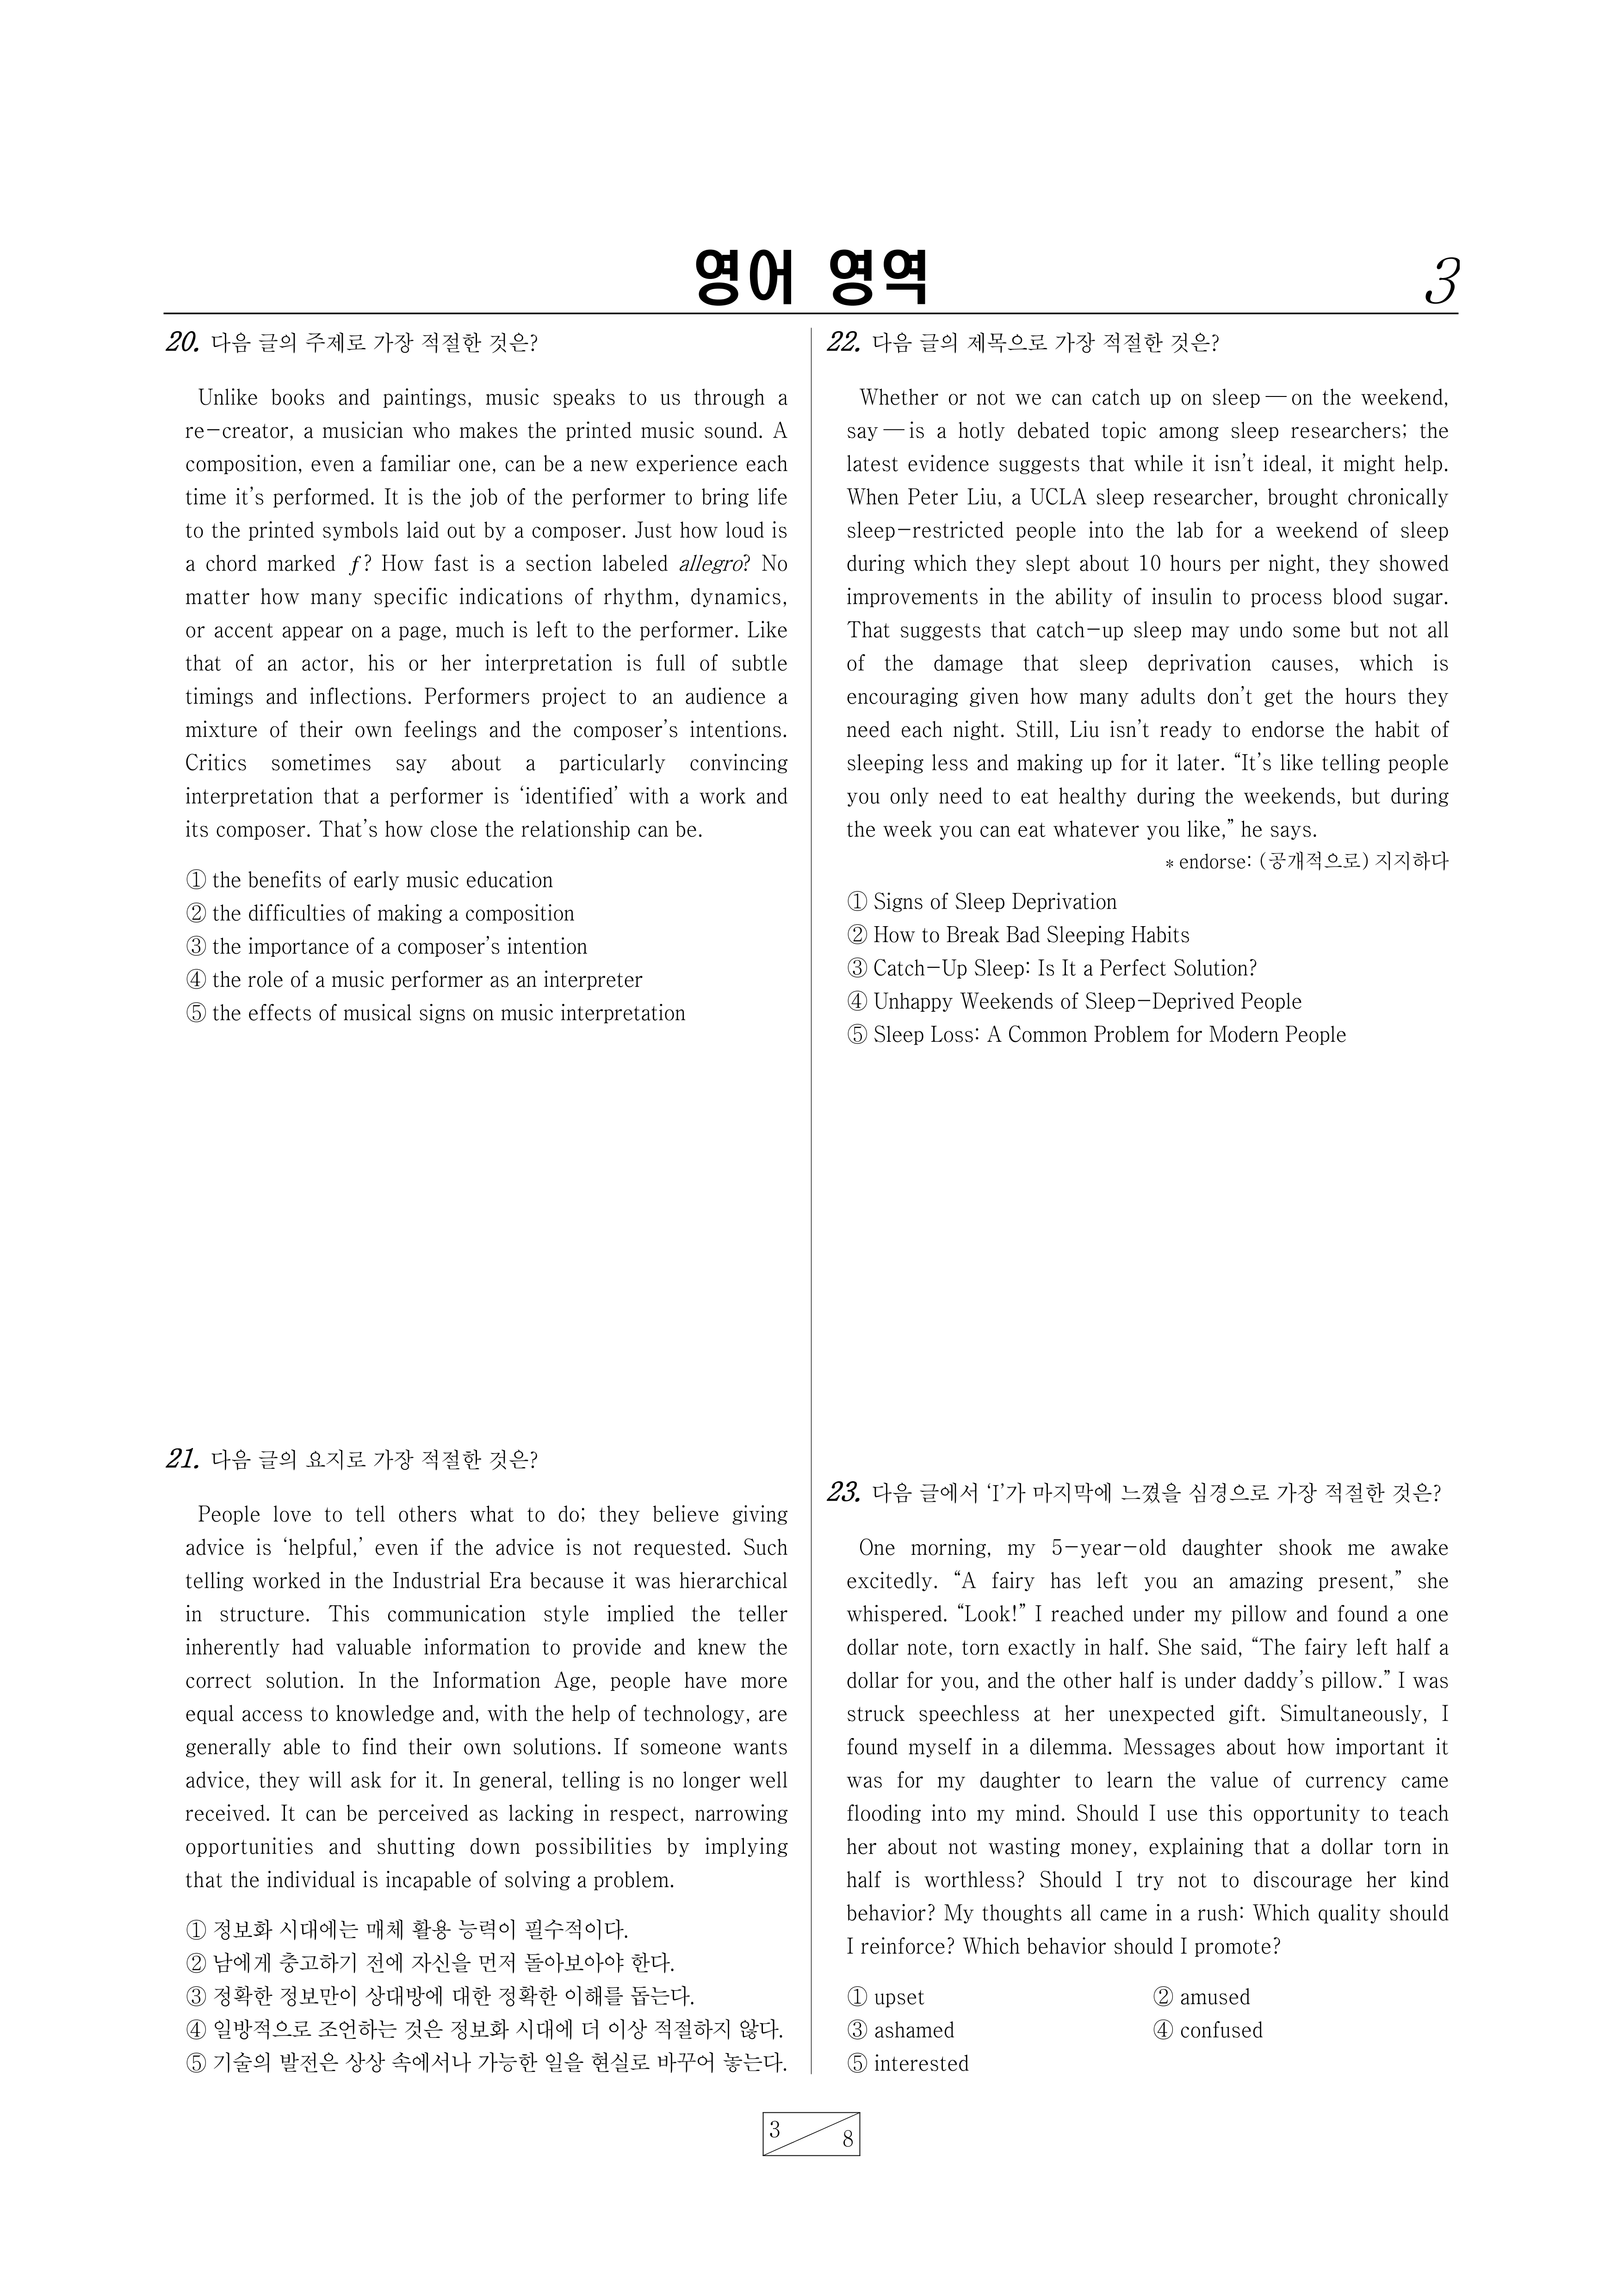 영어 영역
3
20. 다음 글의 주제로 가장 적절한 것은?
Unlike books and paintings, music speaks to us through a
re-creator, a musician who makes the printed music sound. A
composition, even a familiar one, can be a new experience each
time it's performed. It is the job of the performer to bring life
to the printed symbols laid out by a composer. Just how loud is
a chord marked f? How fast is a section labeled allegro? No
matter how many specific indications of rhythm, dynamics,
or accent appear on a page, much is left to the performer. Like
that of an actor, his or her interpretation is full of subtle
timings and inflections. Performers project to an audience a
mixture of their own feelings and the composer's intentions.
Critics sometimes say about a particularly convincing
interpretation that a performer is ‘identified’ with a work and
its composer. That's how close the relationship can be.
① the benefits of early music education
② the difficulties of making a composition
③ the importance of a composer's intention
④ the role of a music performer as an interpreter
⑤ the effects of musical signs on music interpretation
21. 다음 글의 요지로 가장 적절한 것은?
People love to tell others what to do; they believe giving
advice is ‘helpful,’ even if the advice is not requested. Such
telling worked in the Industrial Era because it was hierarchical
in structure. This communication style implied the teller
inherently had valuable information to provide and knew the
correct solution. In the Information Age, people have more
equal access to knowledge and, with the help of technology, are
generally able to find their own solutions. If someone wants
advice, they will ask for it. In general, telling is no longer well
received. It can be perceived as lacking in respect, narrowing
opportunities and shutting down possibilities by implying
that the individual is incapable of solving a problem.
① 정보화 시대에는 매체 활용 능력이 필수적이다.
② 남에게 충고하기 전에 자신을 먼저 돌아보아야 한다.
③ 정확한 정보만이 상대방에 대한 정확한 이해를 돕는다.
④ 일방적으로 조언하는 것은 정보화 시대에 더 이상 적절하지 않다.
⑤ 기술의 발전은 상상 속에서나 가능한 일을 현실로 바꾸어 놓는다.
22. 다음 글의 제목으로 가장 적절한 것은?
Whether or not we can catch up on sleep — on the weekend,
say — is a hotly debated topic among sleep researchers; the
latest evidence suggests that while it isn't ideal, it might help.
When Peter Liu, a UCLA sleep researcher, brought chronically
sleep-restricted people into the lab for a weekend of sleep
during which they slept about 10 hours per night, they showed
improvements in the ability of insulin to process blood sugar.
That suggests that catch-up sleep may undo some but not all
of the damage that sleep deprivation causes, which is
encouraging given how many adults don't get the hours they
need each night. Still, Liu isn't ready to endorse the habit of
sleeping less and making up for it later. “It's like telling people
you only need to eat healthy during the weekends, but during
the week you can eat whatever you like,” he says.
* endorse: (공개적으로) 지지하다
① Signs of Sleep Deprivation
② How to Break Bad Sleeping Habits
③ Catch-Up Sleep: Is It a Perfect Solution?
④ Unhappy Weekends of Sleep-Deprived People
⑤ Sleep Loss: A Common Problem for Modern People
23. 다음 글에서 ‘I’가 마지막에 느꼈을 심경으로 가장 적절한 것은?
One morning, my 5-year-old daughter shook me awake
excitedly. “A fairy has left you an amazing present,” she
whispered. “Look!” I reached under my pillow and found a one
dollar note, torn exactly in half. She said, “The fairy left half a
dollar for you, and the other half is under daddy's pillow.” I was
struck speechless at her unexpected gift. Simultaneously, I
found myself in a dilemma. Messages about how important it
was for my daughter to learn the value of currency came
flooding into my mind. Should I use this opportunity to teach
her about not wasting money, explaining that a dollar torn in
half is worthless? Should I try not to discourage her kind
behavior? My thoughts all came in a rush: Which quality should
I reinforce? Which behavior should I promote?
① upset ② amused
③ ashamed ④ confused
⑤ interested
3
8